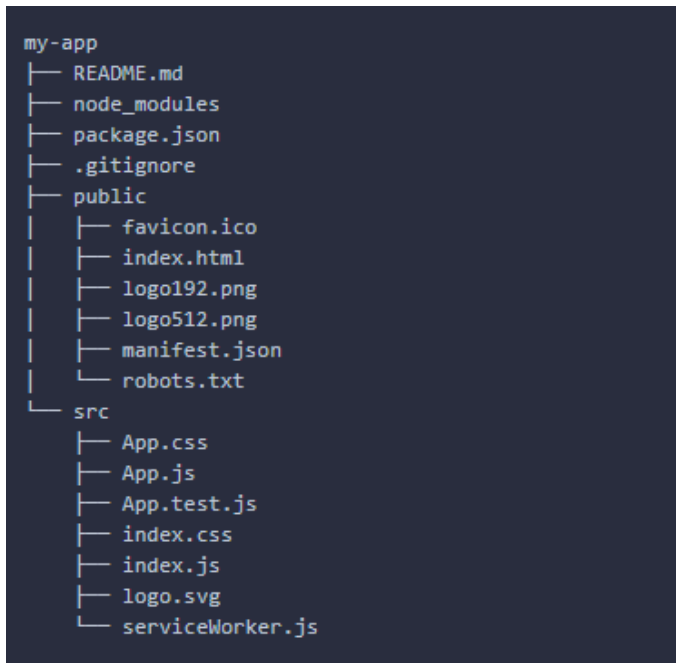 my-app
├── README.md
├── node_modules
├── package.json
├── .gitignore
├── public
│   ├── favicon.ico
│   ├── index.html
│   ├── logo192.png
│   ├── logo512.png
│   ├── manifest.json
│   └── robots.txt
└── src
    ├── App.css
    ├── App.js
    ├── App.test.js
    ├── index.css
    ├── index.js
    ├── logo.svg
    └── serviceWorker.js